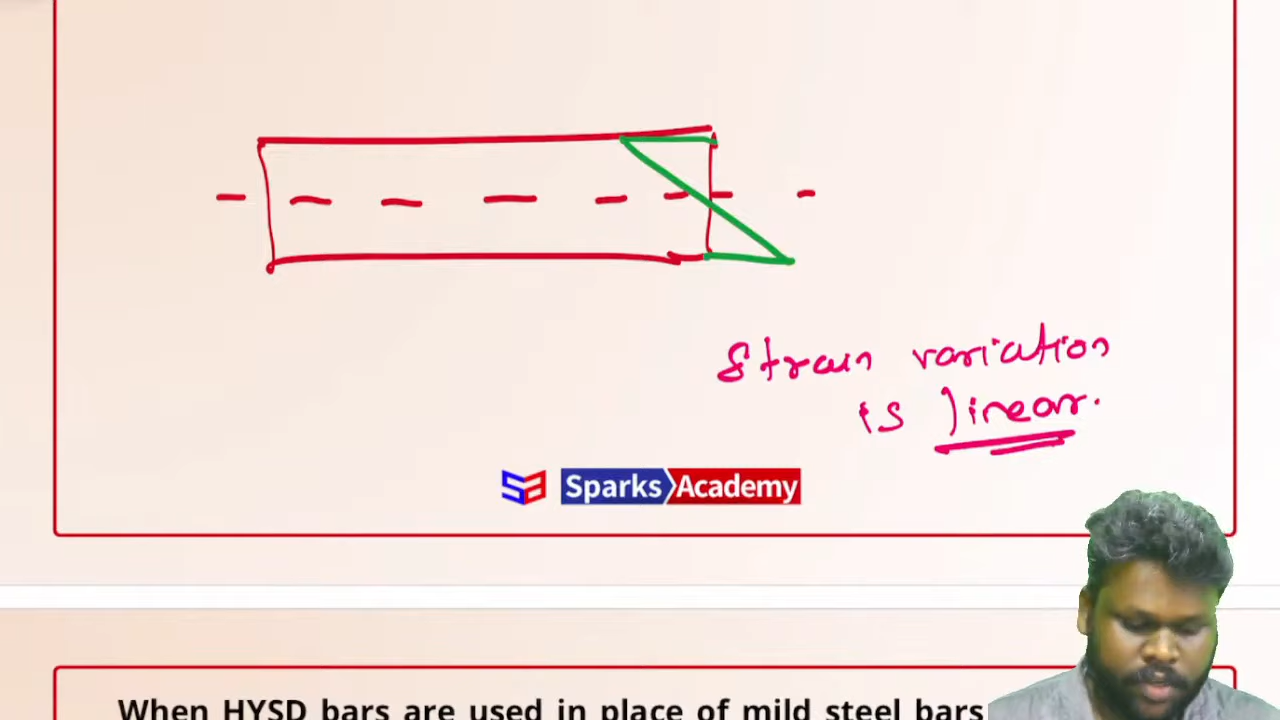 Strain variation
is linear.
Sparks Academy
When HYSD bars are used in place of mild steel bars